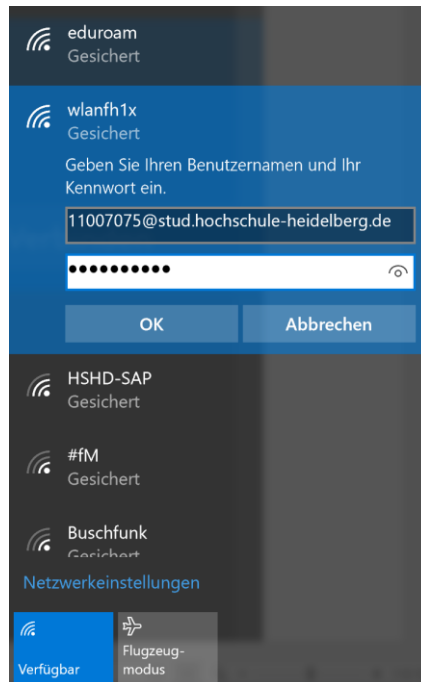 eduroam
Gesichert
wlanfh1x
Gesichert
Geben Sie Ihren Benutzernamen und Ihr
Kennwort ein.
11007075@stud.hochschule-heidelberg.de
●●●●●●●●●●
OK Abbrechen
HSHD-SAP
Gesichert
#fM
Gesichert
Buschfunk
Gesichert
Netzwerkeinstellungen
Verfügbar
Flugzeug-
modus